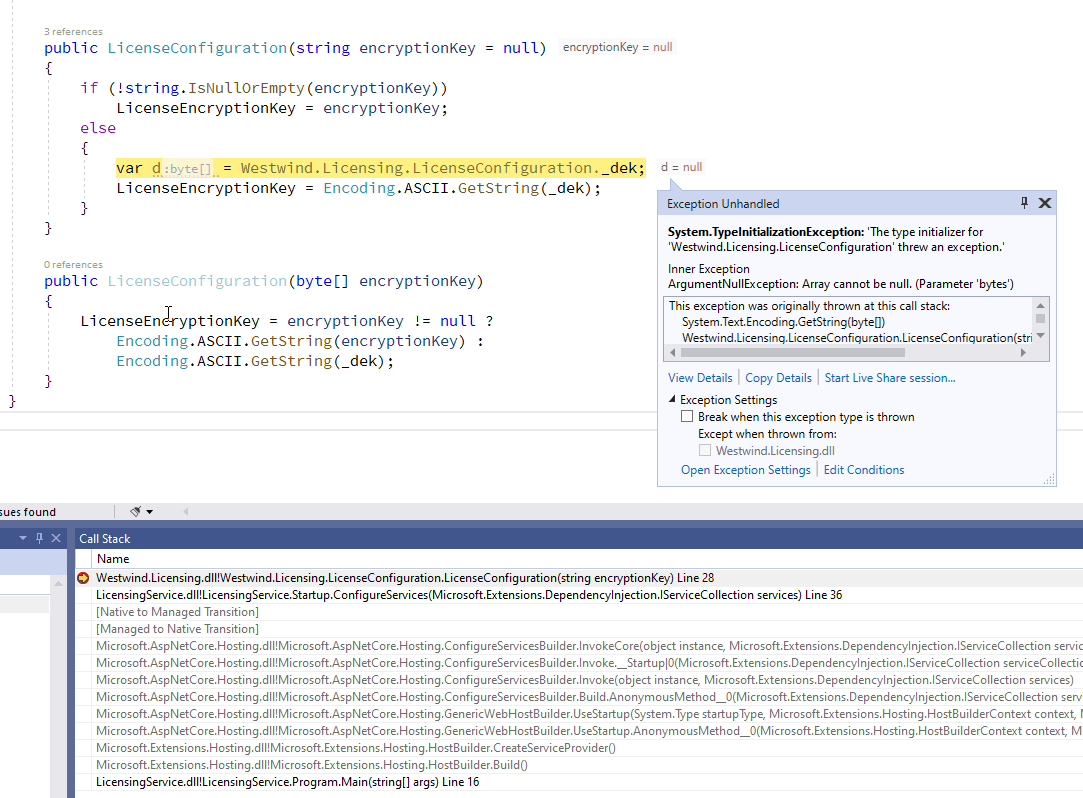 3 references
public LicenseConfiguration(string encryptionKey = null) encryptionKey = null
{
if (!string.IsNullOrEmpty(encryptionKey))
LicenseEncryptionKey = encryptionKey;
else
{
var d:byte[] = Westwind.Licensing.LicenseConfiguration._dek; d = null
LicenseEncryptionKey = Encoding.ASCII.GetString(_dek);
}
}
0 references
public LicenseConfiguration(byte[] encryptionKey)
{
LicenseEncryptionKey = encryptionKey != null ?
Encoding.ASCII.GetString(encryptionKey) :
Encoding.ASCII.GetString(_dek);
}
}
Exception Unhandled
System.TypeInitializationException: 'The type initializer for
'Westwind.Licensing.LicenseConfiguration' threw an exception.'
Inner Exception
ArgumentNullException: Array cannot be null. (Parameter 'bytes')
This exception was originally thrown at this call stack:
System.Text.Encoding.GetString(byte[])
Westwind.Licensing.LicenseConfiguration.LicenseConfiguration(stri
View Details Copy Details Start Live Share session...
Exception Settings
Break when this exception type is thrown
Except when thrown from:
Westwind.Licensing.dll
Open Exception Settings Edit Conditions
sues found
Call Stack
Name
Westwind.Licensing.dll!Westwind.Licensing.LicenseConfiguration.LicenseConfiguration(string encryptionKey) Line 28
LicensingService.dll!LicensingService.Startup.ConfigureServices(Microsoft.Extensions.DependencyInjection.IServiceCollection services) Line 36
[Native to Managed Transition]
[Managed to Native Transition]
Microsoft.AspNetCore.Hosting.dll!Microsoft.AspNetCore.Hosting.ConfigureServicesBuilder.InvokeCore(object instance, Microsoft.Extensions.DependencyInjection.IServiceCollection servic
Microsoft.AspNetCore.Hosting.dll!Microsoft.AspNetCore.Hosting.ConfigureServicesBuilder.Invoke.__Startup|0(Microsoft.Extensions.DependencyInjection.IServiceCollection serviceCollectic
Microsoft.AspNetCore.Hosting.dll!Microsoft.AspNetCore.Hosting.ConfigureServicesBuilder.Invoke(object instance, Microsoft.Extensions.DependencyInjection.IServiceCollection services)
Microsoft.AspNetCore.Hosting.dll!Microsoft.AspNetCore.Hosting.ConfigureServicesBuilder.Build.AnonymousMethod__0(Microsoft.Extensions.DependencyInjection.IServiceCollection serv
Microsoft.AspNetCore.Hosting.dll!Microsoft.AspNetCore.Hosting.GenericWebHostBuilder.UseStartup(System.Type startupType, Microsoft.Extensions.Hosting.HostBuilderContext context, M
Microsoft.AspNetCore.Hosting.dll!Microsoft.AspNetCore.Hosting.GenericWebHostBuilder.UseStartup.AnonymousMethod__0(Microsoft.Extensions.Hosting.HostBuilderContext context, M
Microsoft.Extensions.Hosting.dll!Microsoft.Extensions.Hosting.HostBuilder.CreateServiceProvider()
Microsoft.Extensions.Hosting.dll!Microsoft.Extensions.Hosting.HostBuilder.Build()
LicensingService.dll!LicensingService.Program.Main(string[] args) Line 16